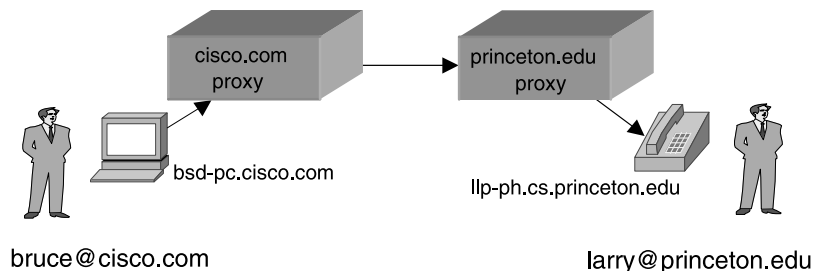 cisco.com
proxy
princeton.edu
proxy
bsd-pc.cisco.com
llp-ph.cs.princeton.edu
bruce@cisco.com
larry@princeton.edu